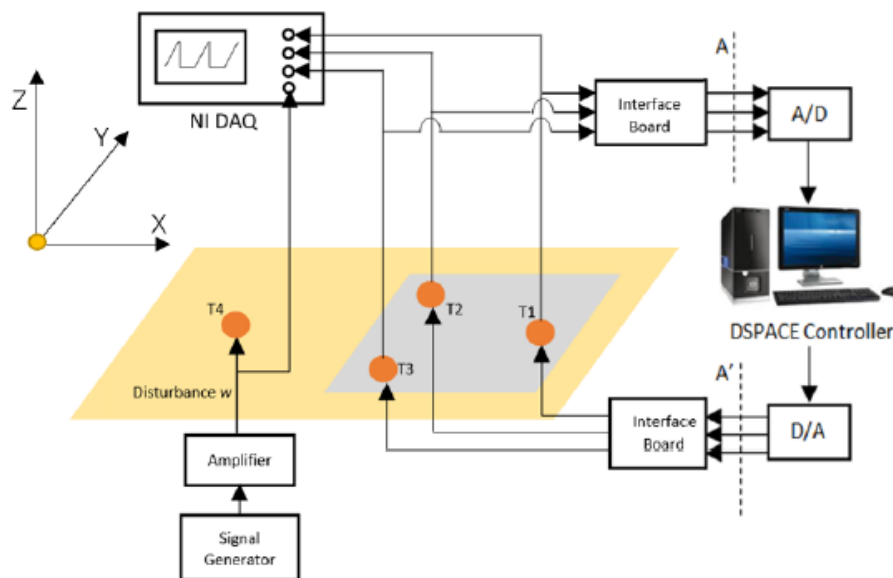 Z
Y
X
NI DAQ
A
Interface
Board
A/D
T4
T2
T1
T3
DSPACE Controller
Disturbance w
A'
Interface
Board
D/A
Amplifier
Signal
Generator